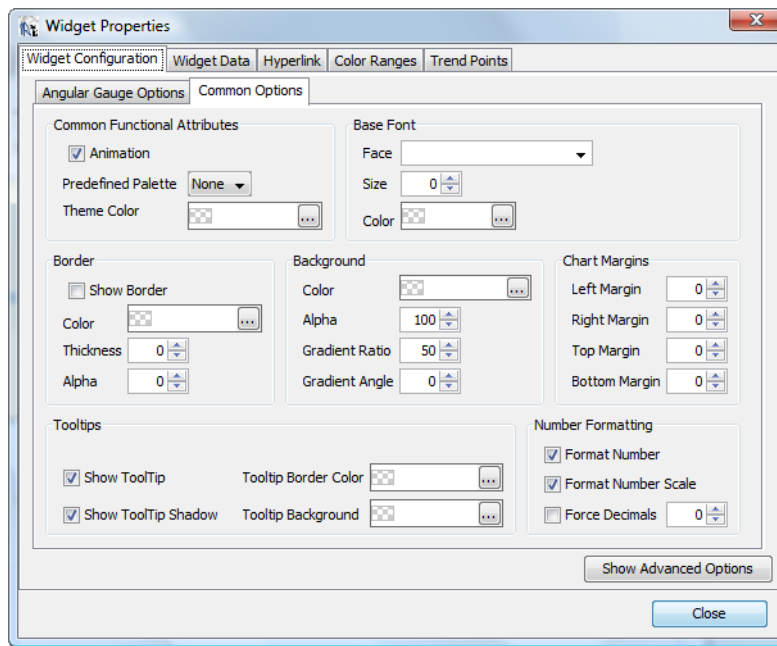 Widget Properties
Widget Configuration Widget Data Hyperlink Color Ranges Trend Points
Angular Gauge Options Common Options
Common Functional Attributes
Animation
Predefined Palette None
Theme Color ...
Base Font
Face
Size 0
Color ...
Border
Show Border
Color ...
Thickness 0
Alpha 0
Background
Color ...
Alpha 100
Gradient Ratio 50
Gradient Angle 0
Chart Margins
Left Margin 0
Right Margin 0
Top Margin 0
Bottom Margin 0
Tooltips
Show ToolTip Tooltip Border Color ...
Show ToolTip Shadow Tooltip Background ...
Number Formatting
Format Number
Format Number Scale
Force Decimals 0
Show Advanced Options
Close